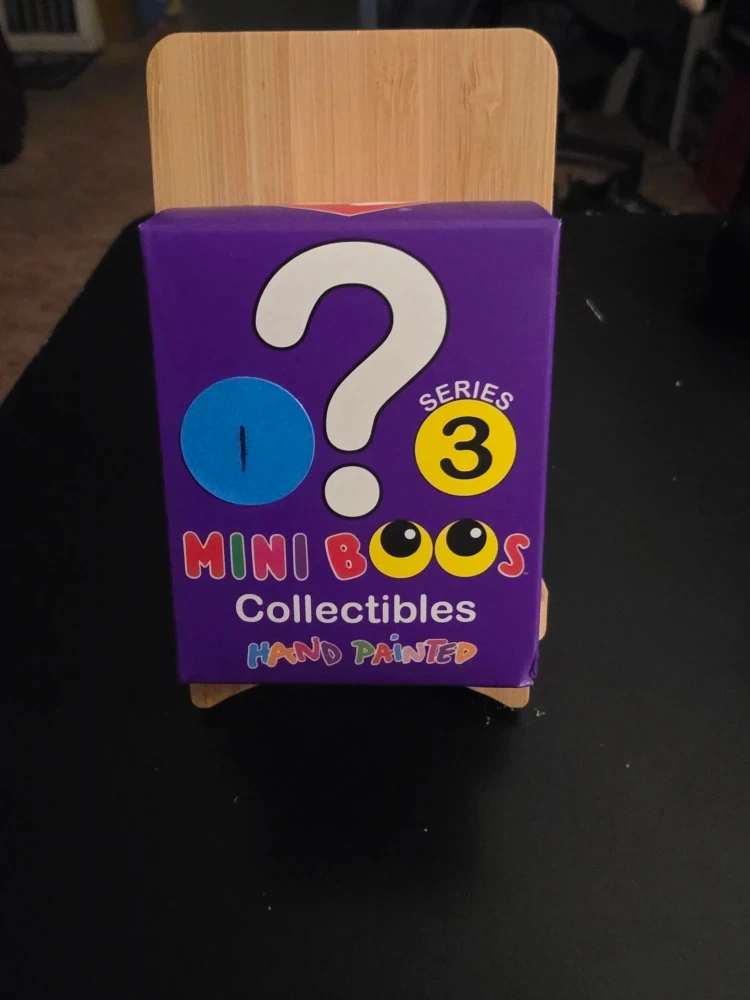 ?
SERIES
1
3
MINI BOOS
Collectibles
HAND PAINTED